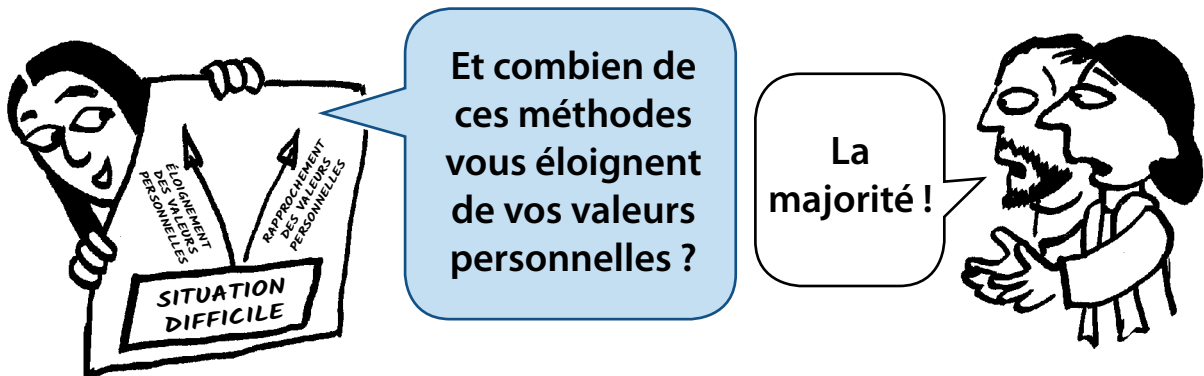 Et combien de
ces méthodes
vous éloignent
de vos valeurs
personnelles ?
La
majorité !
ÉLOIGNEMENT
DES VALEURS
PERSONNELLES
RAPPROCHEMENT
DES VALEURS
PERSONNELLES
SITUATION
DIFFICILE